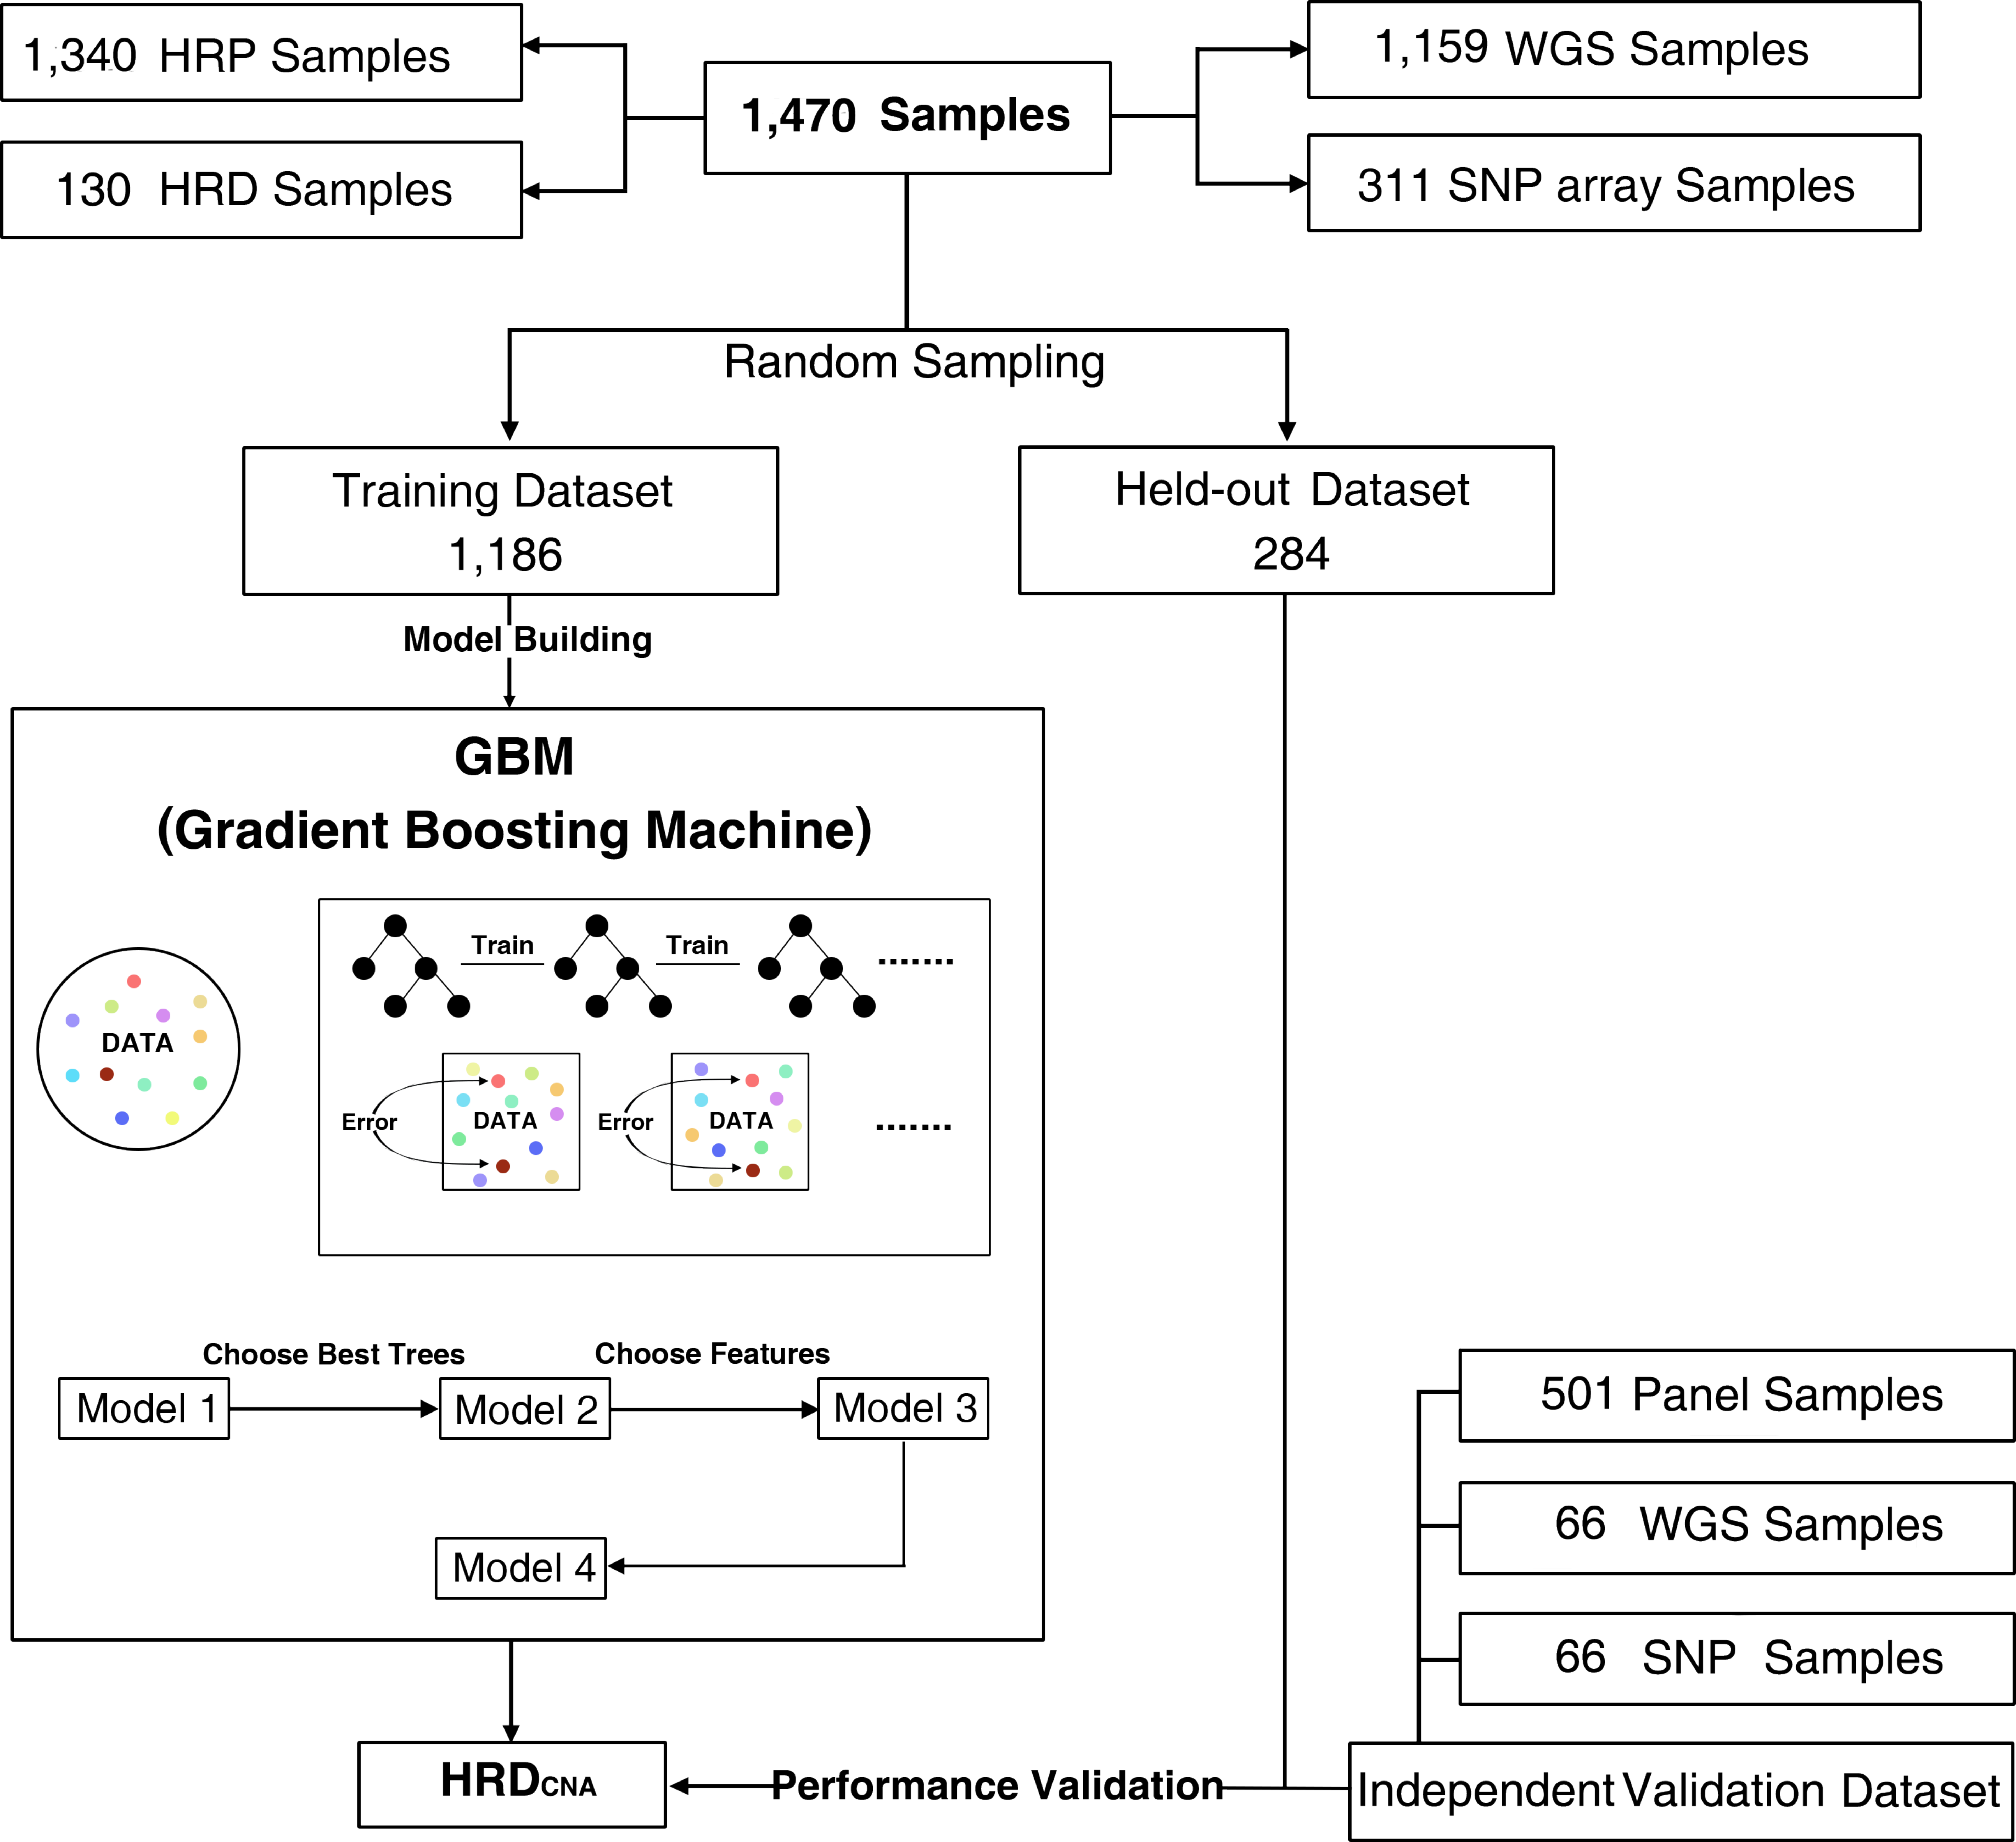 1,340 HRP Samples
130 HRD Samples
1,470 Samples
1,159 WGS Samples
311 SNP array Samples
Random Sampling
Training Dataset
1,186
Held-out Dataset
284
Model Building
GBM
(Gradient Boosting Machine)
DATA
Train
Train
.......
Error
DATA
Error
DATA
.......
Choose Best Trees
Choose Features
Model 1
Model 2
Model 3
Model 4
501 Panel Samples
66 WGS Samples
66 SNP Samples
HRDCNA
Performance Validation
Independent Validation Dataset